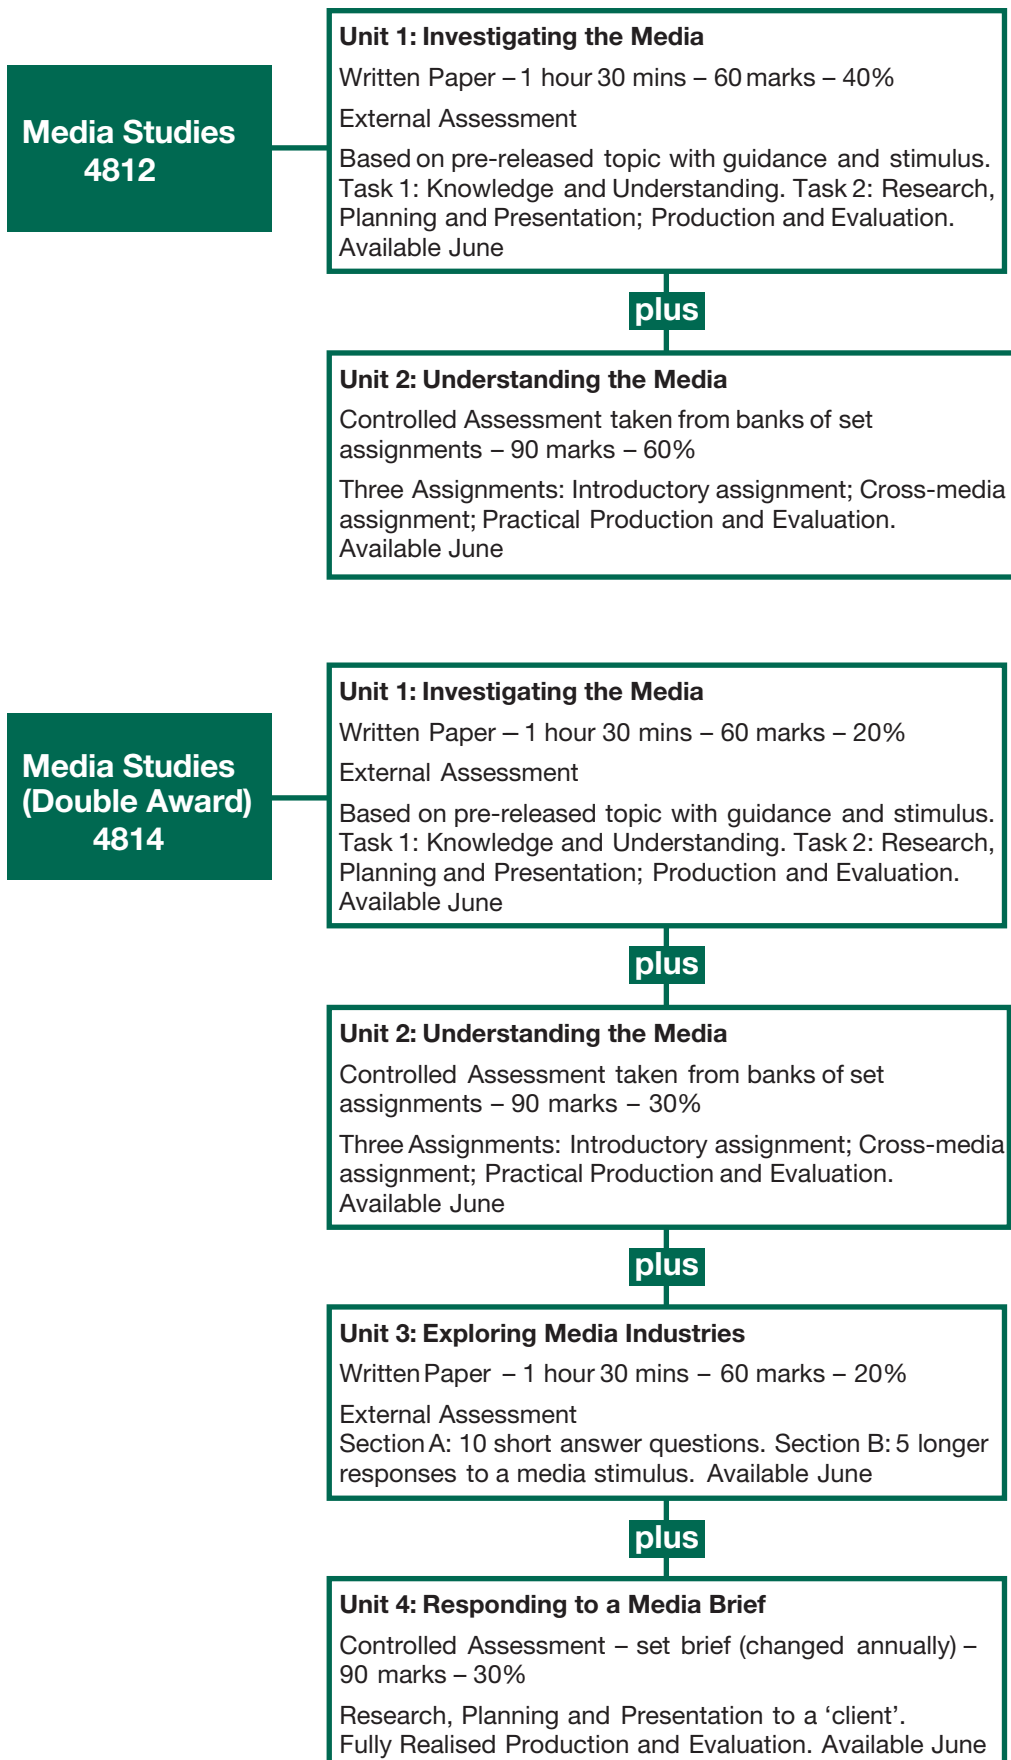 Media Studies
4812
Unit 1: Investigating the Media
Written Paper – 1 hour 30 mins – 60 marks – 40%
External Assessment
Based on pre-released topic with guidance and stimulus.
Task 1: Knowledge and Understanding. Task 2: Research,
Planning and Presentation; Production and Evaluation.
Available June
plus
Unit 2: Understanding the Media
Controlled Assessment taken from banks of set
assignments – 90 marks – 60%
Three Assignments: Introductory assignment; Cross-media
assignment; Practical Production and Evaluation.
Available June
Media Studies
(Double Award)
4814
Unit 1: Investigating the Media
Written Paper – 1 hour 30 mins – 60 marks – 20%
External Assessment
Based on pre-released topic with guidance and stimulus.
Task 1: Knowledge and Understanding. Task 2: Research,
Planning and Presentation; Production and Evaluation.
Available June
plus
Unit 2: Understanding the Media
Controlled Assessment taken from banks of set
assignments – 90 marks – 30%
Three Assignments: Introductory assignment; Cross-media
assignment; Practical Production and Evaluation.
Available June
plus
Unit 3: Exploring Media Industries
Written Paper – 1 hour 30 mins – 60 marks – 20%
External Assessment
Section A: 10 short answer questions. Section B: 5 longer
responses to a media stimulus. Available June
plus
Unit 4: Responding to a Media Brief
Controlled Assessment – set brief (changed annually) –
90 marks – 30%
Research, Planning and Presentation to a ‘client’.
Fully Realised Production and Evaluation. Available June